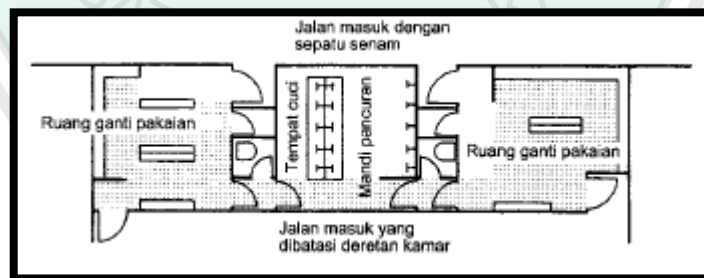 Jalan masuk dengan
sepatu senam
Ruang ganti pakaian
Tempat cuci
Mandi pancuran
Ruang ganti pakaian
Jalan masuk yang
dibatasi deretan kamar